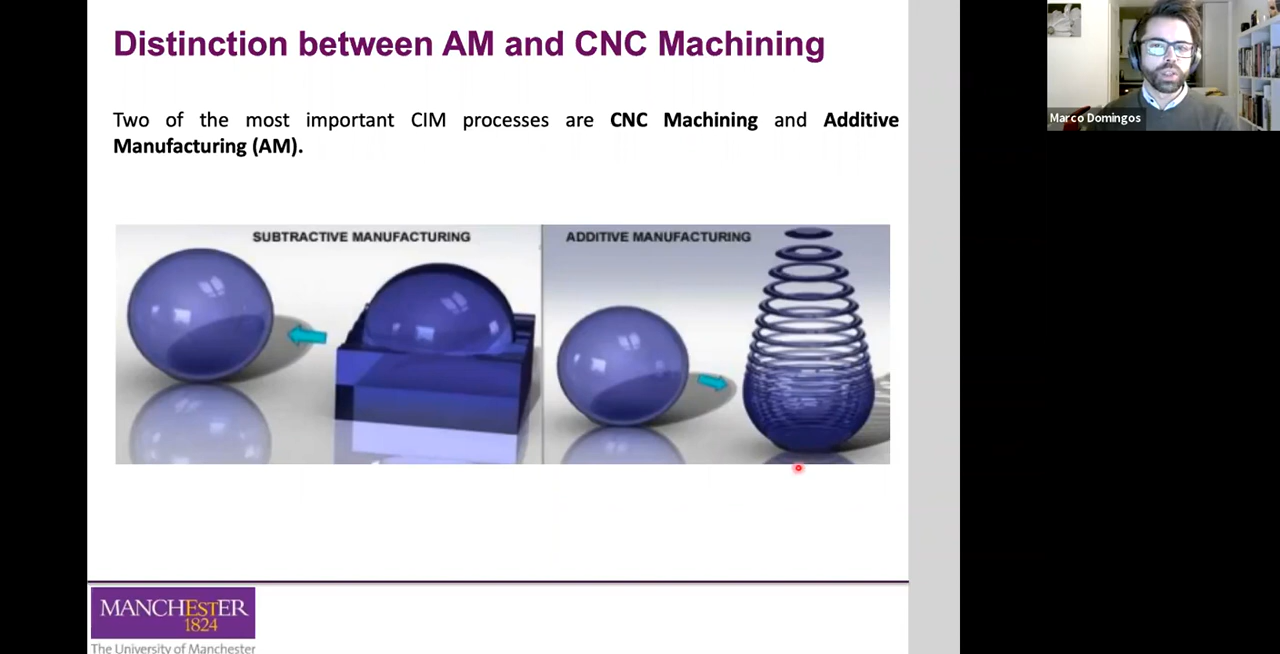 Distinction between AM and CNC Machining
Two of the most important CIM processes are CNC Machining and Additive
Manufacturing (AM).
SUBTRACTIVE MANUFACTURING
ADDITIVE MANUFACTURING
MANCHESTER
1824
The University of Manchester
Marco Domingos